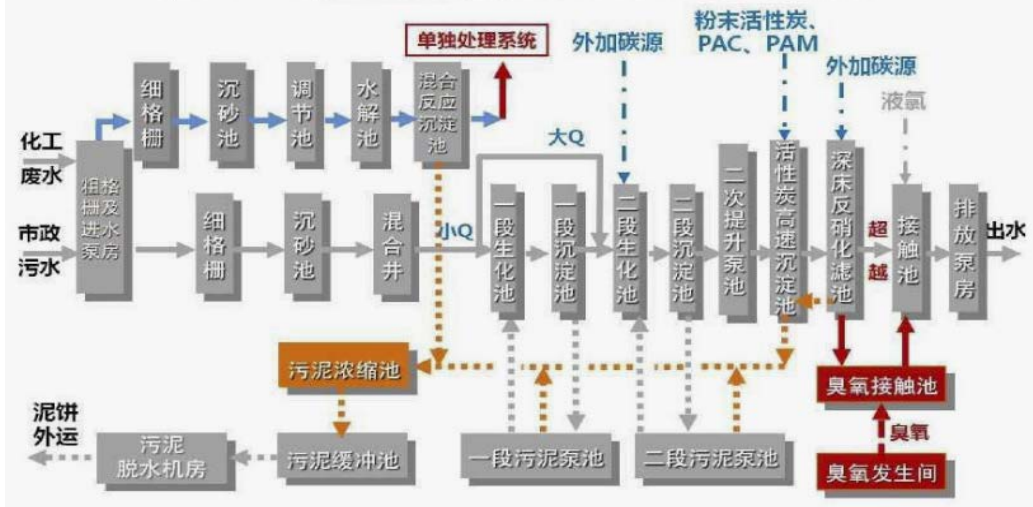 单独处理系统
外加碳源
粉末活性炭、
PAC、PAM
外加碳源
液氯
细格栅
沉砂池
调节池
水解池
混合反应沉淀池
化工
废水
粗格
栅及
进水
泵房
市政
污水
细格栅
沉砂池
混合井
小Q
大Q
一段生化池
一段沉淀池
二段生化池
二段沉淀池
二次提升泵池
活性炭高速沉淀池
深床反硝化滤池
超
越
接触池
排放泵房
出水
污泥浓缩池
臭氧接触池
泥饼
外运
污泥
脱水机房
污泥缓冲池
一段污泥泵池
二段污泥泵池
臭氧
臭氧发生间